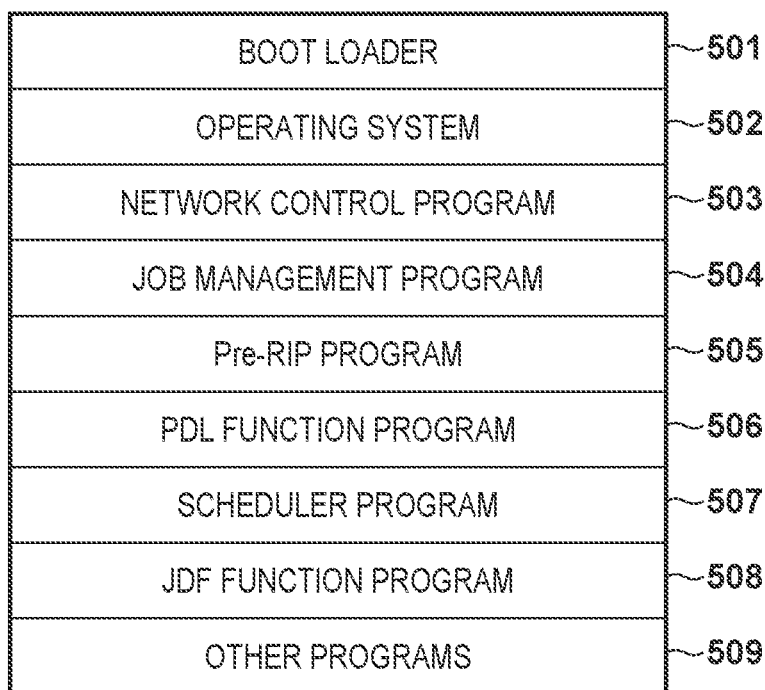 BOOT LOADER 501
OPERATING SYSTEM 502
NETWORK CONTROL PROGRAM 503
JOB MANAGEMENT PROGRAM 504
Pre-RIP PROGRAM 505
PDL FUNCTION PROGRAM 506
SCHEDULER PROGRAM 507
JDF FUNCTION PROGRAM 508
OTHER PROGRAMS 509